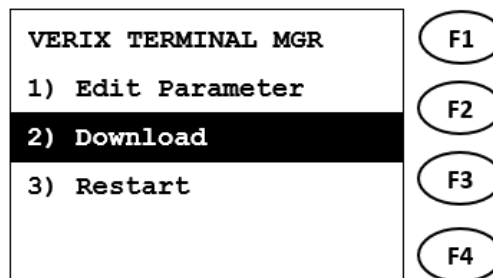 VERIX TERMINAL MGR
F1
1) Edit Parameter
F2
2) Download
3) Restart
F3
F4